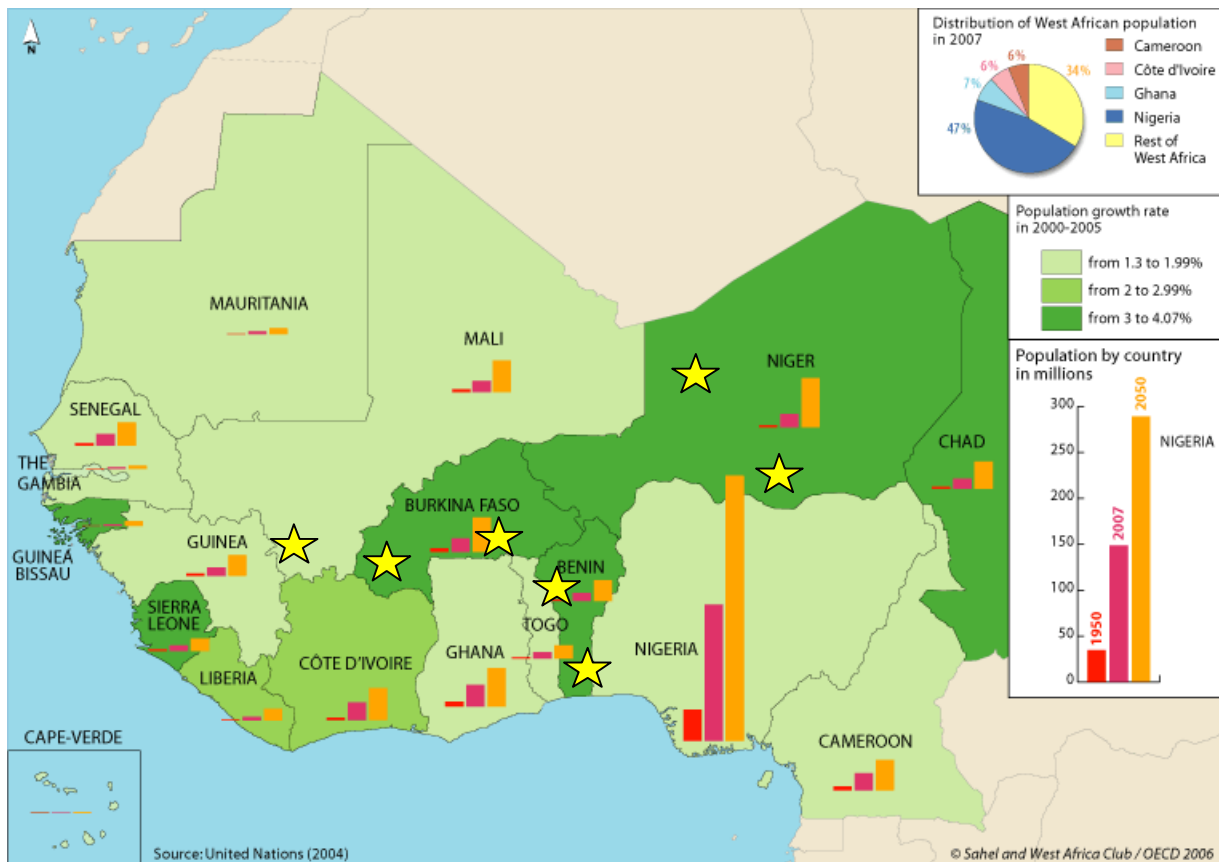 N
Distribution of West African population
in 2007
6%
6%
7%
47%
34%
Cameroon
Côte d'Ivoire
Ghana
Nigeria
Rest of
West Africa
Population growth rate
in 2000-2005
from 1.3 to 1.99%
from 2 to 2.99%
from 3 to 4.07%
Population by country
in millions
300
250
200
150
100
50
0
1950
2007
2050
NIGERIA
MAURITANIA
MALI
NIGER
CHAD
SENEGAL
THE
GAMBIA
GUINEA
BISSAU
GUINEA
SIERRA
LEONE
LIBERIA
CÔTE D'IVOIRE
BURKINA FASO
GHANA
TOGO
BENIN
NIGERIA
CAMEROON
CAPE-VERDE
Source: United Nations (2004)
© Sahel and West Africa Club / OECD 2006